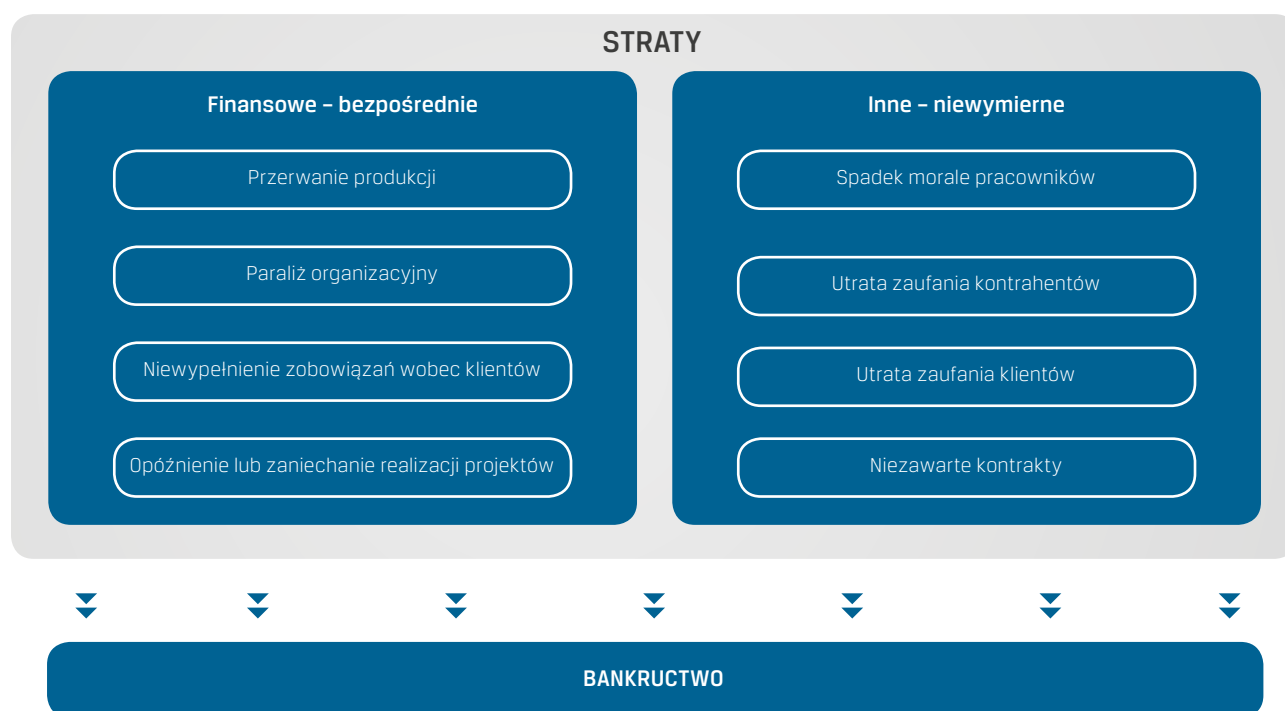 STRATY
Finansowe – bezpośrednie
Przerwanie produkcji
Paraliż organizacyjny
Niewypełnienie zobowiązań wobec klientów
Opóźnienie lub zaniechanie realizacji projektów
Inne – niewymierne
Spadek morale pracowników
Utrata zaufania kontrahentów
Utrata zaufania klientów
Niezawarte kontrakty
BANKRUCTWO